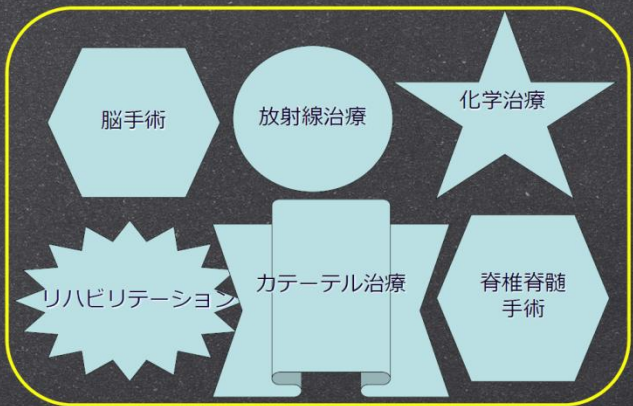 脳手術
放射線治療
化学治療
リハビリテーション
カテーテル治療
脊椎脊髄
手術